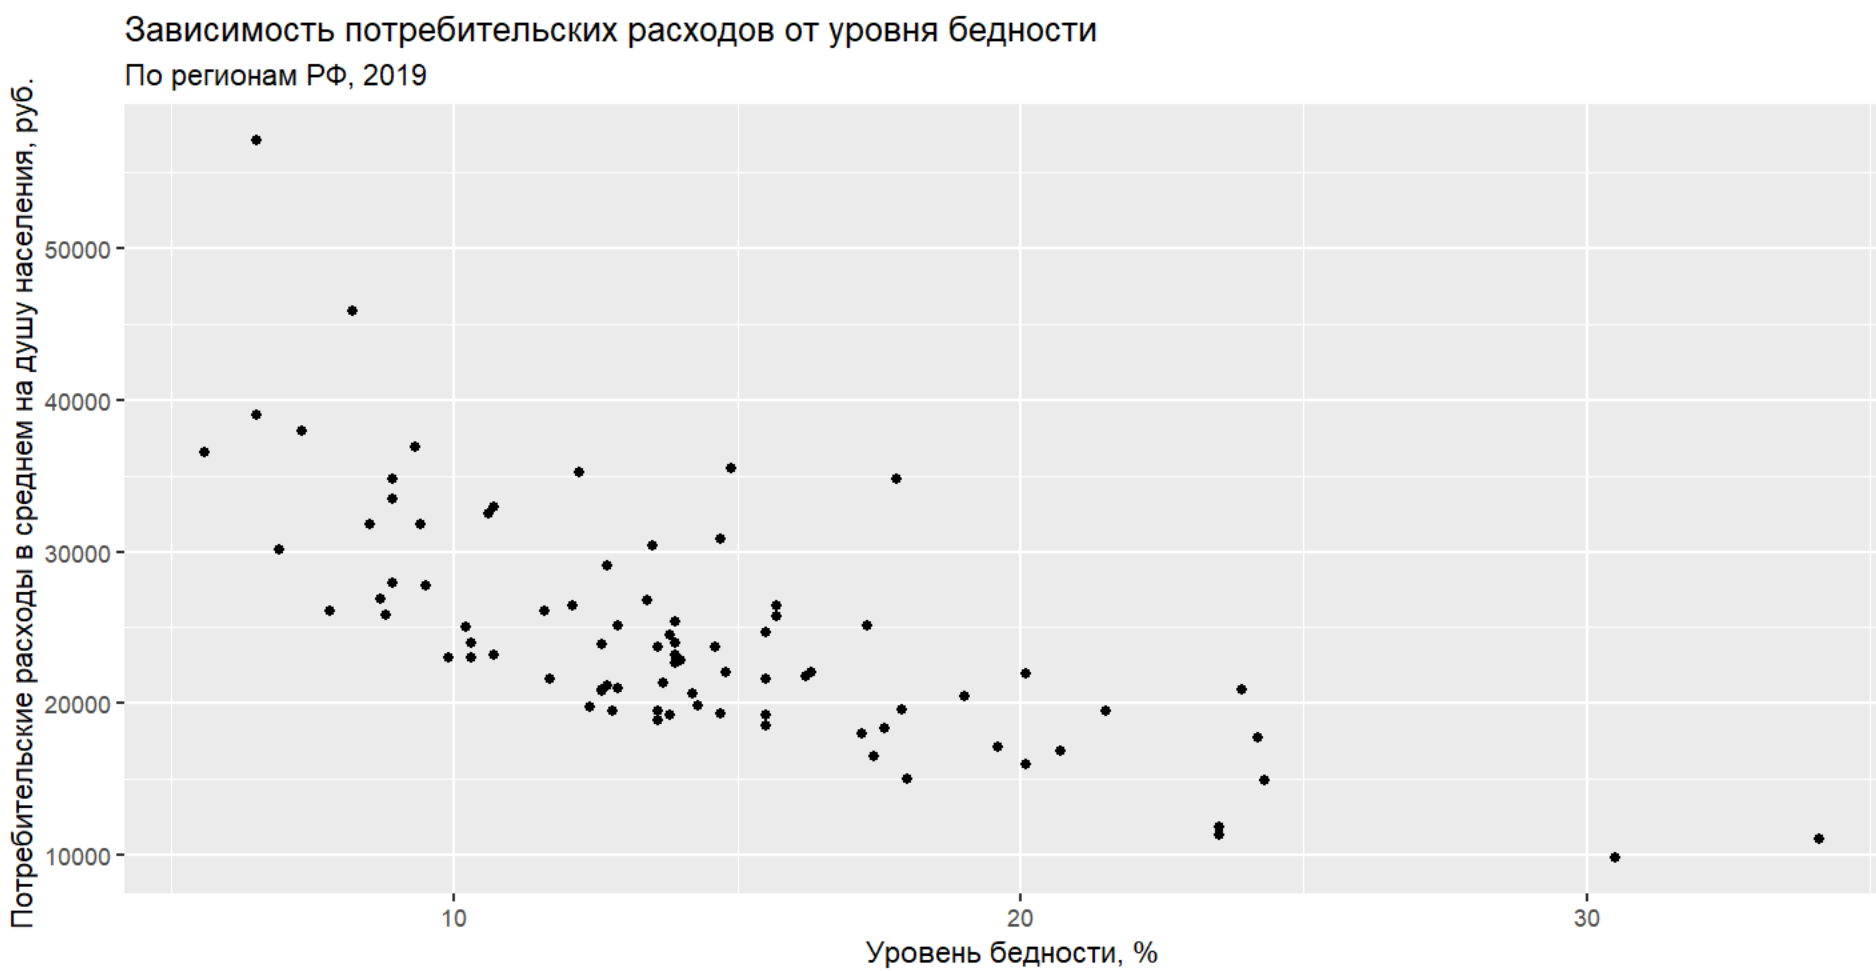 Зависимость потребительских расходов от уровня бедности
По регионам РФ, 2019
Потребительские расходы в среднем на душу населения, руб.
50000
40000
30000
20000
10000
10
20
30
Уровень бедности, %